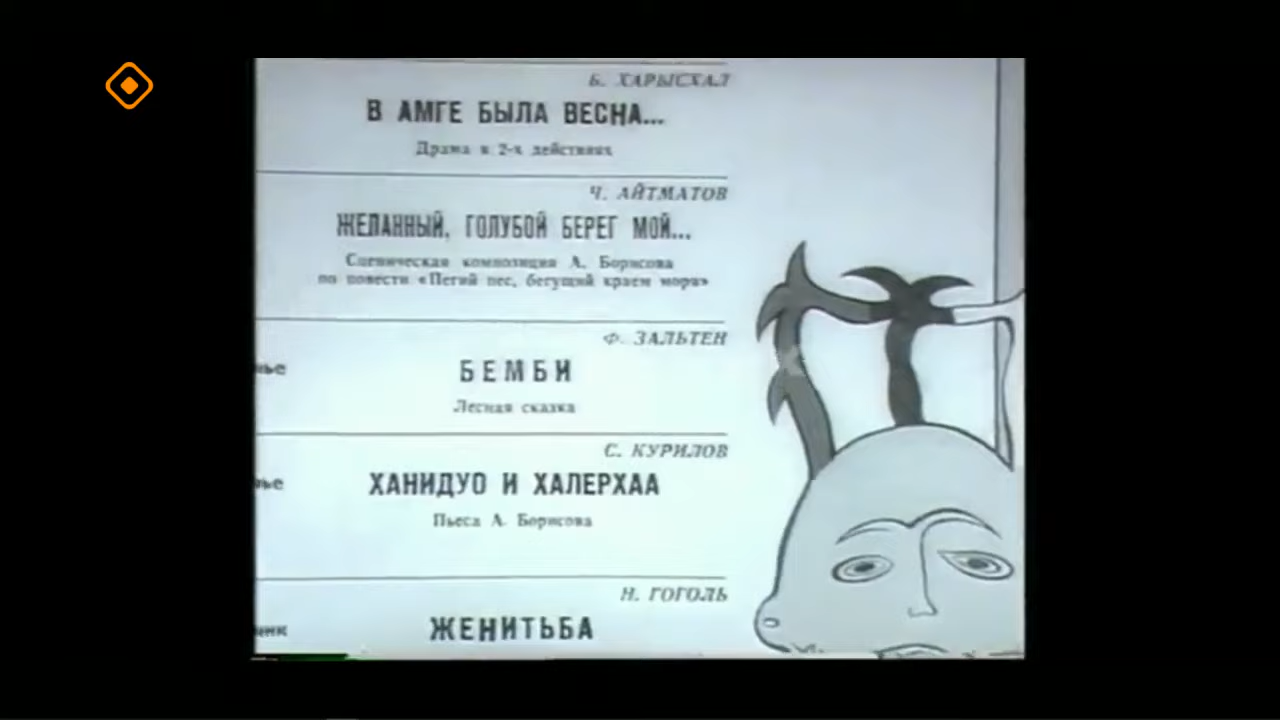 Б. ХАРЫСХАЛ
В АМГЕ БЫЛА ВЕСНА...
Драма в 2-х действиях
Ч. АЙТМАТОВ
ЖЕЛАННЫЙ, ГОЛУБОЙ БЕРЕГ МОЙ...
Сценическая композиция А. Борисова
по повести «Пегий пес, бегущий краем моря»
Ф. ЗАЛЬТЕН
БЕМБИ
Лесная сказка
С. КУРИЛОВ
ХАНИДУО И ХАЛЕРХАА
Пьеса А. Борисова
Н. ГОГОЛЬ
ЖЕНИТЬБА